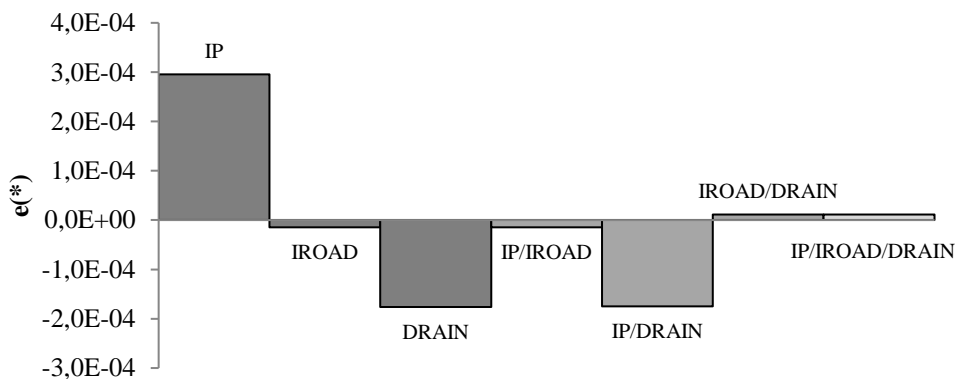 4,0E-04
IP
3,0E-04
2,0E-04
1,0E-04
IROAD/DRAIN
e(*)
0,0E+00
IROAD
IP/IROAD
IP/IROAD/DRAIN
-1,0E-04
-2,0E-04
DRAIN
IP/DRAIN
-3,0E-04